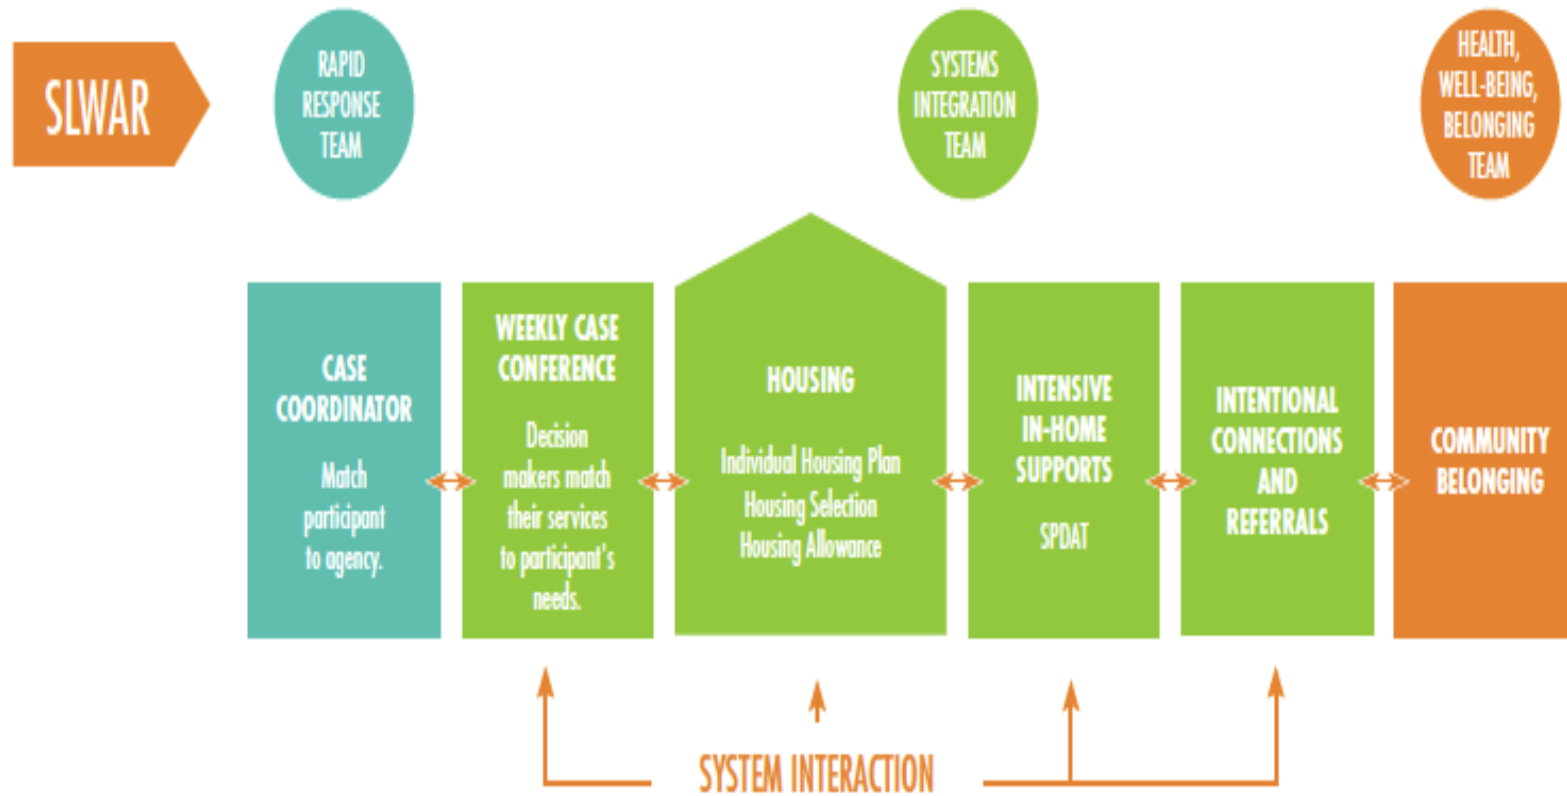 SLWAR
RAPID
RESPONSE
TEAM
SYSTEMS
INTEGRATION
TEAM
HEALTH,
WELL-BEING,
BELONGING
TEAM
CASE
COORDINATOR
Match
participant
to agency.
WEEKLY CASE
CONFERENCE
Decision
makers match
their services
to participant's
needs.
HOUSING
Individual Housing Plan
Housing Selection
Housing Allowance
INTENSIVE
IN-HOME
SUPPORTS
SPDAT
INTENTIONAL
CONNECTIONS
AND
REFERRALS
COMMUNITY
BELONGING
SYSTEM INTERACTION